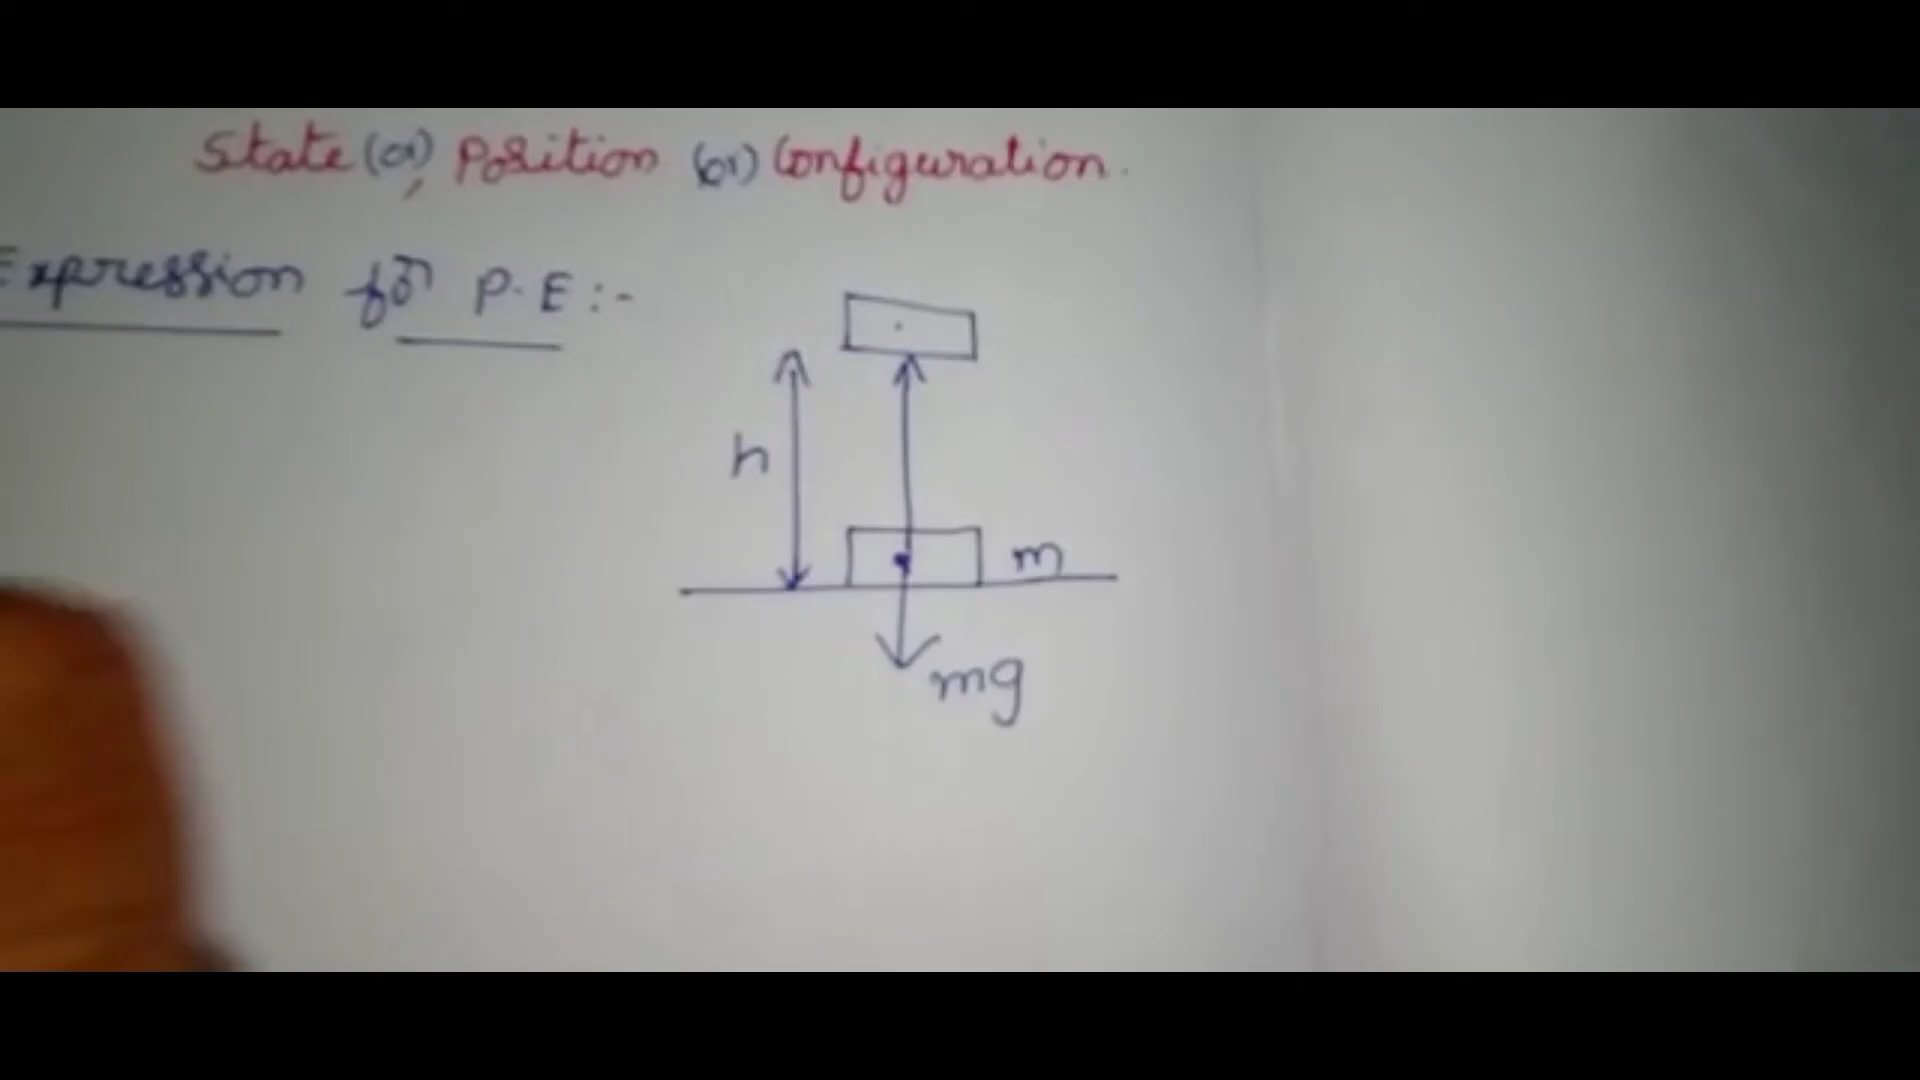 State (or) Position (or) Configuration.
Expression for P.E:-
h
m
mg